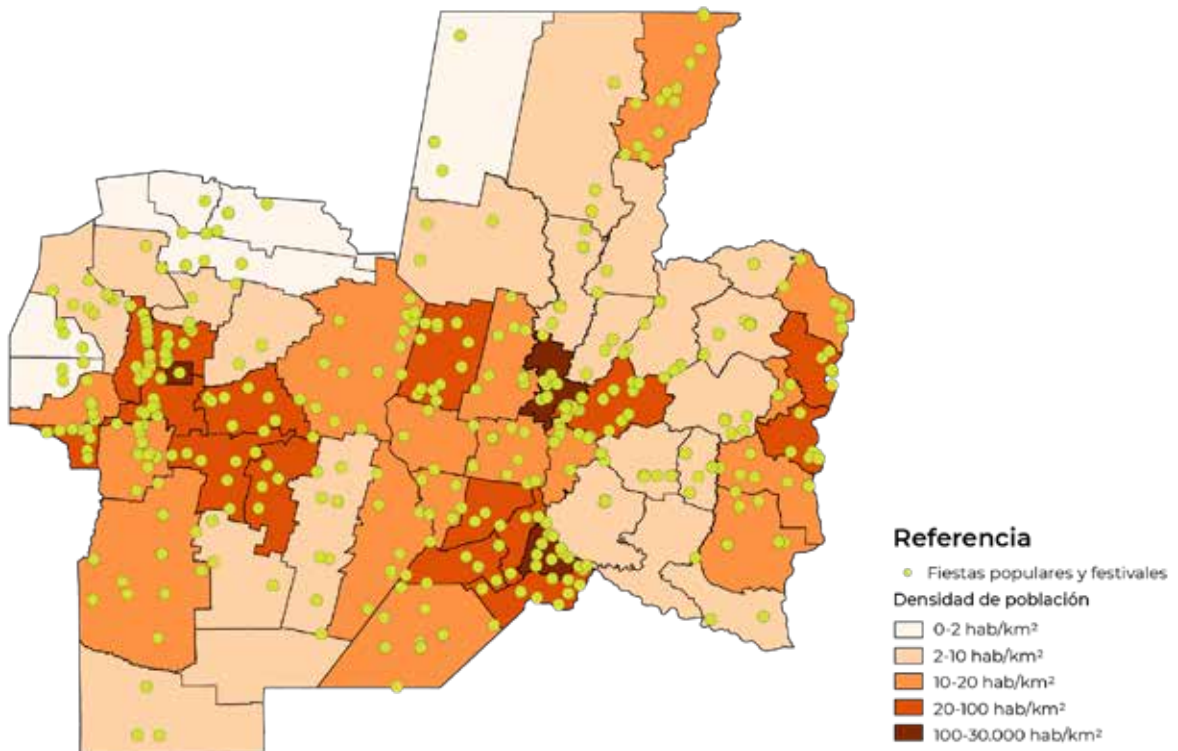 Referencia
Fiestas populares y festivales
Densidad de población
0-2 hab/km²
2-10 hab/km²
10-20 hab/km²
20-100 hab/km²
100-30.000 hab/km²